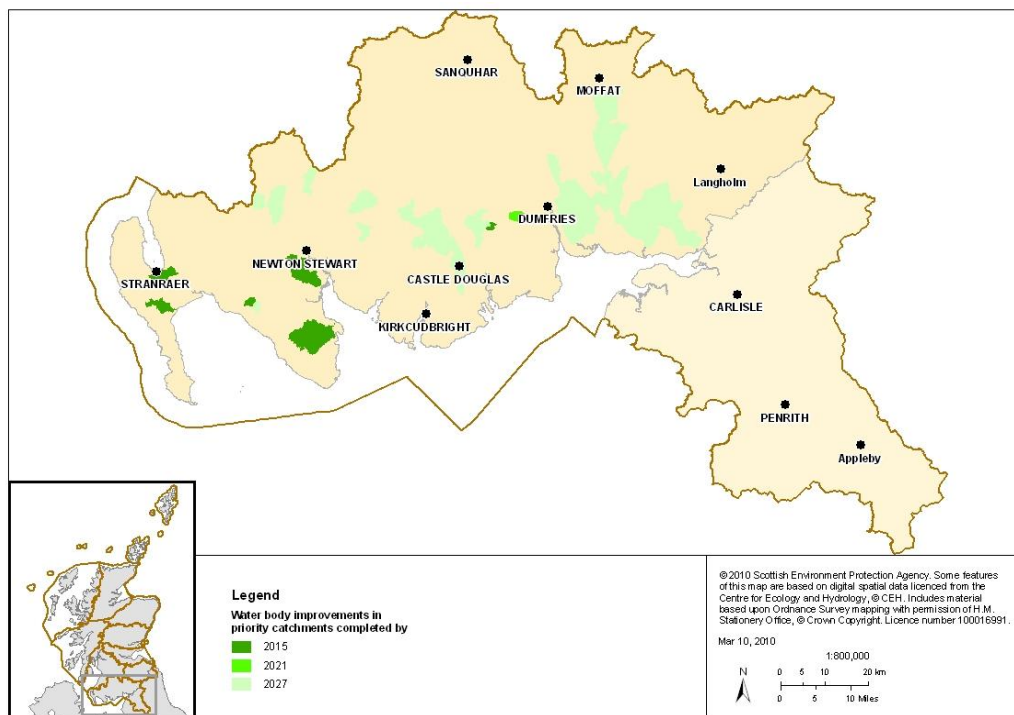 SANQUHAR
MOFFAT
Langholm
DUMFRIES
NEWTON STEWART
STRANRAER
CASTLE DOUGLAS
CARLISLE
KIRKCUDBRIGHT
PENRITH
Appleby
Legend
Water body improvements in
priority catchments completed by
2015
2021
2027
©2010 Scottish Environment Protection Agency. Some features
of this map are based on digital spatial data licenced from the
Centre for Ecology and Hydrology, © CEH. Includes material
based upon Ordnance Survey mapping with permission of H.M.
Stationery Office, © Crown Copyright. Licence number 100016991.
Mar 10, 2010
1:800,000
N
0 5 10 20 km
0 5 10 Miles